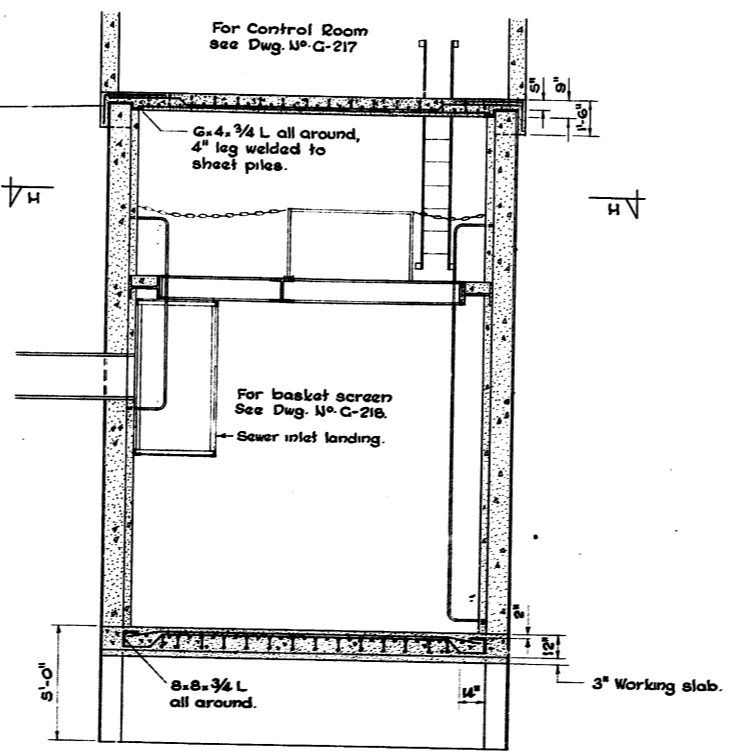 For Control Room
see Dwg. Nº G-217
5"
9"
1'-6"
6x4x3/4 L all around,
4" leg welded to
sheet piles.
H
H
For basket screen
See Dwg. Nº G-218.
Sewer inlet landing.
2"
12"
5'-0"
8x8x3/4 L
all around.
14"
3" Working slab.